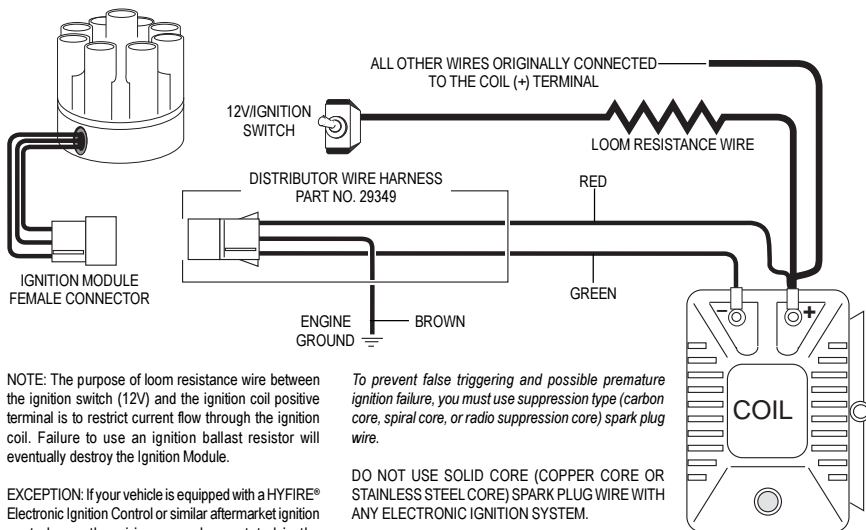 ALL OTHER WIRES ORIGINALLY CONNECTED
TO THE COIL (+) TERMINAL
12V/IGNITION
SWITCH
LOOM RESISTANCE WIRE
DISTRIBUTOR WIRE HARNESS
PART NO. 29349
RED
IGNITION MODULE
FEMALE CONNECTOR
GREEN
ENGINE
GROUND
BROWN
– +
COIL
NOTE: The purpose of loom resistance wire between
the ignition switch (12V) and the ignition coil positive
terminal is to restrict current flow through the ignition
coil. Failure to use an ignition ballast resistor will
eventually destroy the Ignition Module.
EXCEPTION: If your vehicle is equipped with a HYFIRE®
Electronic Ignition Control or similar aftermarket ignition
To prevent false triggering and possible premature
ignition failure, you must use suppression type (carbon
core, spiral core, or radio suppression core) spark plug
wire.
DO NOT USE SOLID CORE (COPPER CORE OR
STAINLESS STEEL CORE) SPARK PLUG WIRE WITH
ANY ELECTRONIC IGNITION SYSTEM.